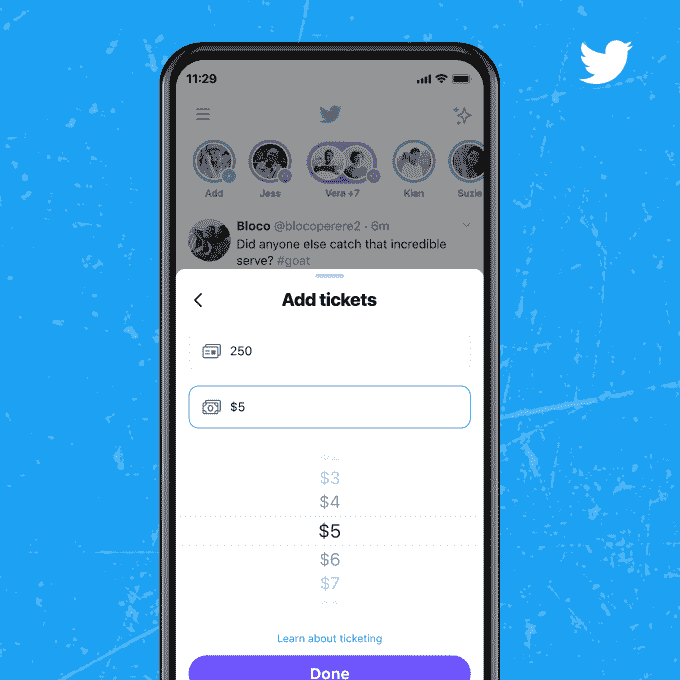 11:29
Add
Jess
Vera +7
Kian
Suzie
Bloco @blocoperere2 · 6m
Did anyone else catch that incredible
serve? #goat
Add tickets
250
$5
$3
$4
$5
$6
$7
Learn about ticketing
Done